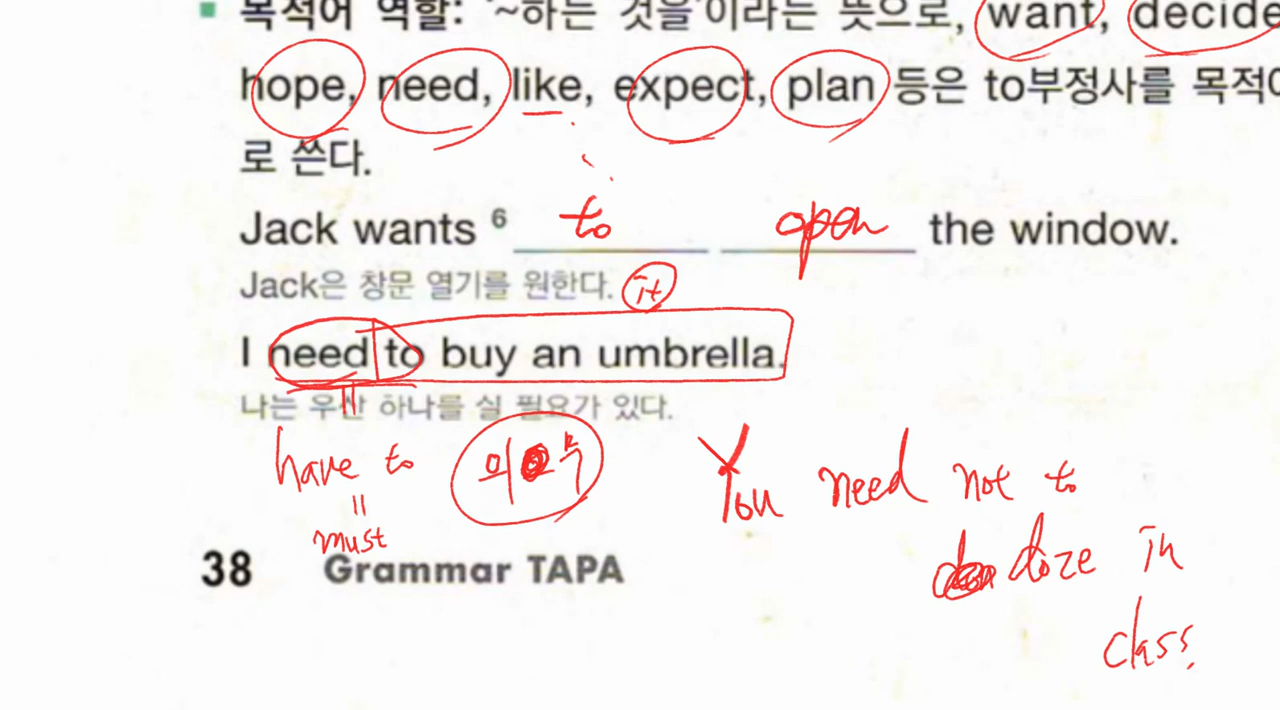 목적어 역할: '~하는 것을'이라는 뜻으로, want, decide
hope, need, like, expect, plan 등은 to부정사를 목적어
로 쓴다.
Jack wants 6 to open the window.
Jack은 창문 열기를 원한다. it
I need to buy an umbrella.
나는 우산 하나를 살 필요가 있다.
have to 의무 You need not to
must doze in
38 Grammar TAPA
class.